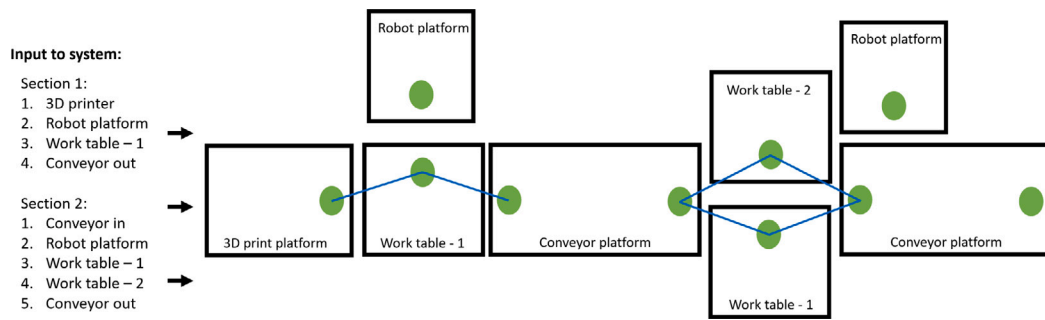 Input to system:
Section 1:
1. 3D printer
2. Robot platform
3. Work table – 1
4. Conveyor out
Section 2:
1. Conveyor in
2. Robot platform
3. Work table – 1
4. Work table – 2
5. Conveyor out
Robot platform
3D print platform
Work table - 1
Conveyor platform
Work table - 2
Work table - 1
Robot platform
Conveyor platform